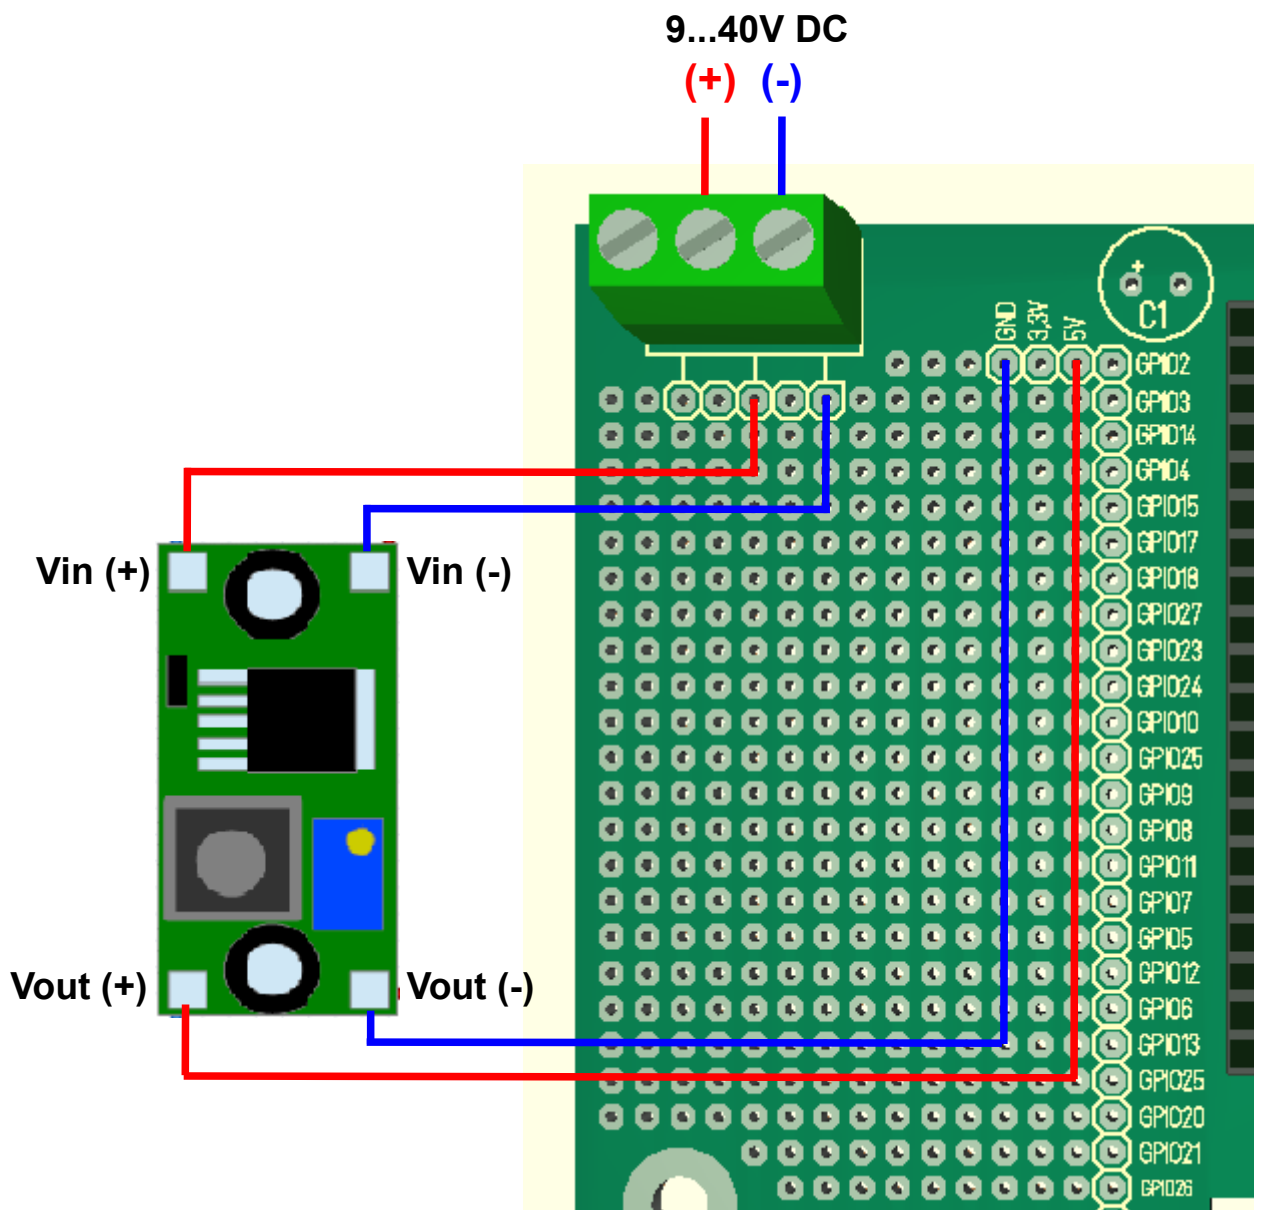 9...40V DC
(+) (-)
+
C1
GND
3,3V
5V
GPIO2
GPIO3
GPIO14
GPIO4
GPIO15
GPIO17
GPIO18
GPIO27
GPIO23
GPIO24
GPIO10
GPIO25
GPIO9
GPIO8
GPIO11
GPIO7
GPIO5
GPIO12
GPIO6
GPIO13
GPIO25
GPIO20
GPIO21
GPIO26
Vin (+) Vin (-)
Vout (+) Vout (-)